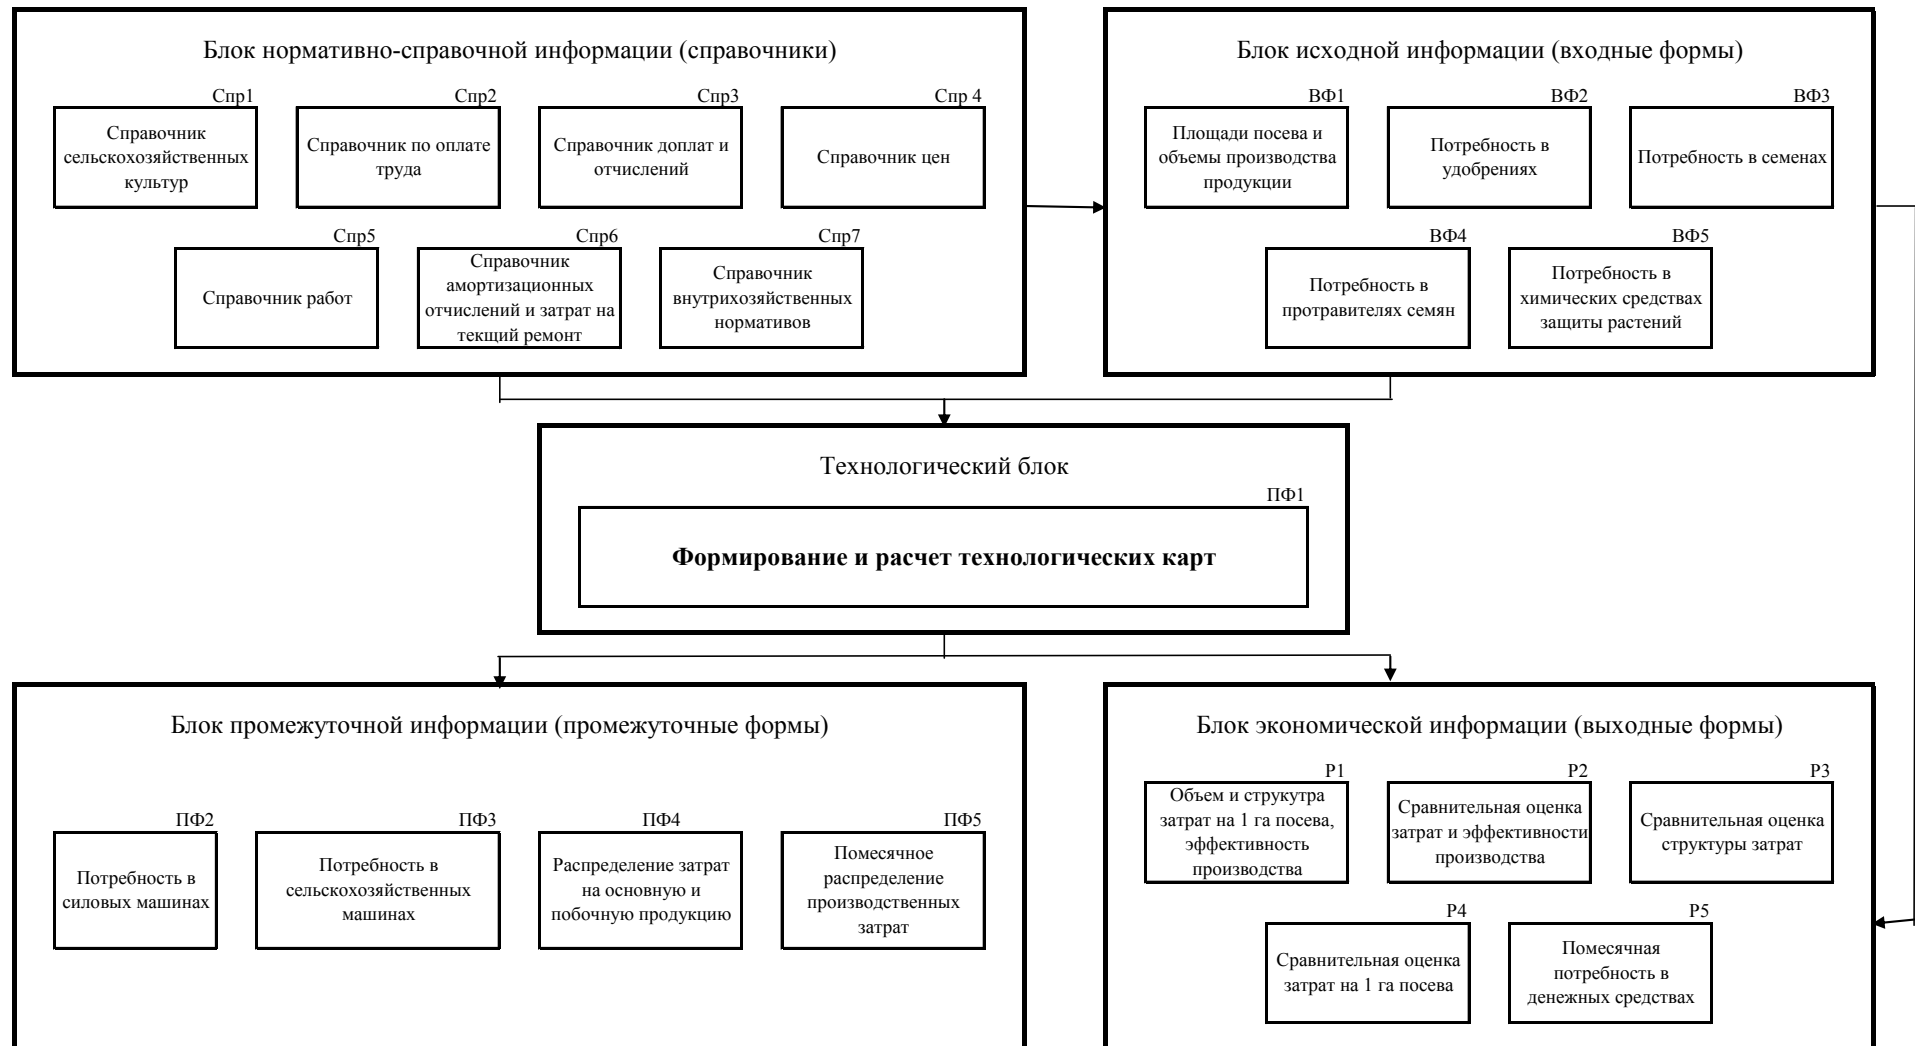 Блок нормативно-справочной информации (справочники)
Спр1
Справочник
сельскохозяйственных
культур
Спр2
Справочник по оплате
труда
Спр3
Справочник доплат и
отчислений
Спр 4
Справочник цен
Спр5
Справочник работ
Спр6
Справочник
амортизационных
отчислений и затрат на
текщий ремонт
Спр7
Справочник
внутрихозяйственных
нормативов
Блок исходной информации (входные формы)
ВФ1
Площади посева и
объемы производства
продукции
ВФ2
Потребность в
удобрениях
ВФ3
Потребность в семенах
ВФ4
Потребность в
протравителях семян
ВФ5
Потребность в
химических средствах
защиты растений
Технологический блок
ПФ1
Формирование и расчет технологических карт
Блок промежуточной информации (промежуточные формы)
ПФ2
Потребность в
силовых машинах
ПФ3
Потребность в
сельскохозяйственных
машинах
ПФ4
Распределение затрат
на основную и
побочную продукцию
ПФ5
Помесячное
распределение
производственных
затрат
Блок экономической информации (выходные формы)
Р1
Объем и струкутра
затрат на 1 га посева,
эффективность
производства
Р2
Сравнительная оценка
затрат и эффективности
производства
Р3
Сравнительная оценка
структуры затрат
Р4
Сравнительная оценка
затрат на 1 га посева
Р5
Помесячная
потребность в
денежных средствах